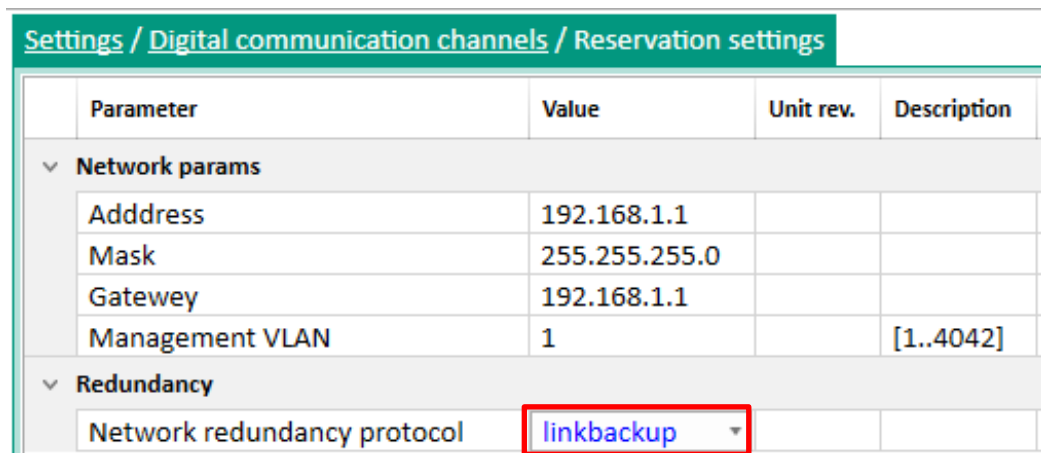 Settings / Digital communication channels / Reservation settings
Parameter Value Unit rev. Description
Network params
Adddress 192.168.1.1
Mask 255.255.255.0
Gatewey 192.168.1.1
Management VLAN 1 [1..4042]
Redundancy
Network redundancy protocol linkbackup